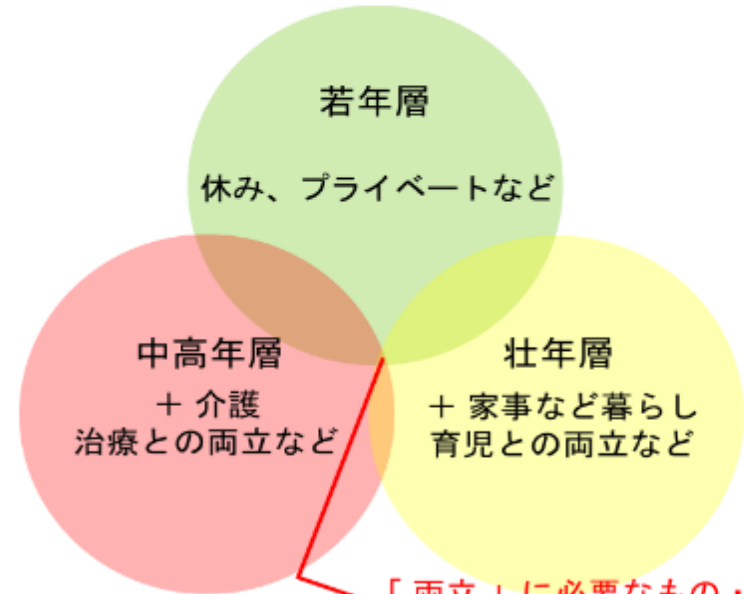 若年層
休み、プライベートなど
中高年層
＋ 介護
治療との両立など
壮年層
＋ 家事など暮らし
育児との両立など
「 両立 」に必要なもの・